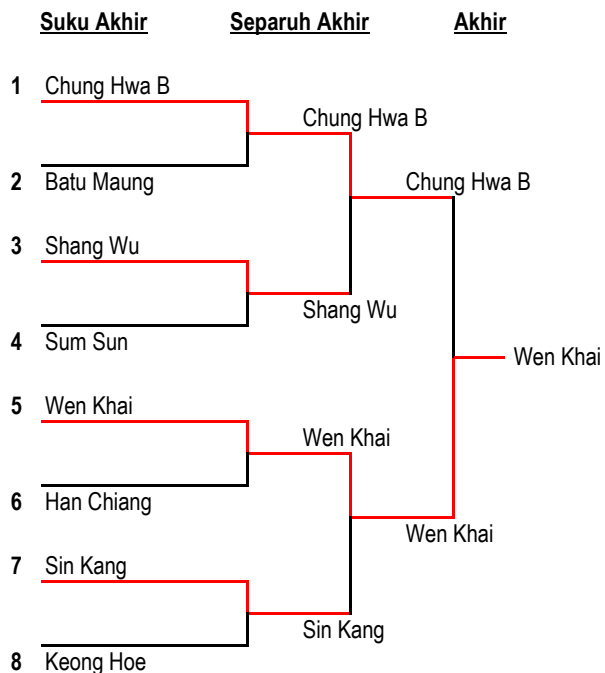 Suku Akhir Separuh Akhir Akhir
1 Chung Hwa B
Chung Hwa B
2 Batu Maung
Chung Hwa B
3 Shang Wu
Shang Wu
4 Sum Sun
Wen Khai
5 Wen Khai
Wen Khai
6 Han Chiang
Wen Khai
7 Sin Kang
Sin Kang
8 Keong Hoe